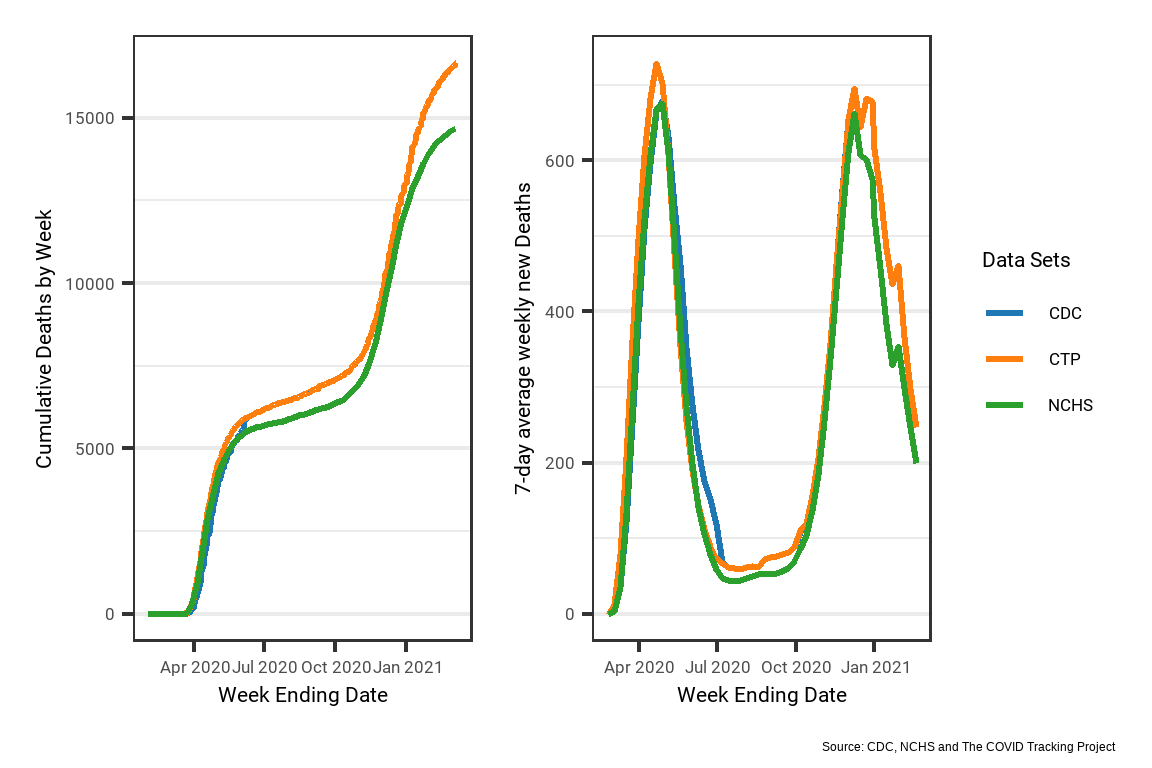 Cumulative Deaths by Week
15000
10000
5000
0
Apr 2020 Jul 2020 Oct 2020 Jan 2021
Week Ending Date
7-day average weekly new Deaths
600
400
200
0
Apr 2020 Jul 2020 Oct 2020 Jan 2021
Week Ending Date
Data Sets
CDC
CTP
NCHS
Source: CDC, NCHS and The COVID Tracking Project